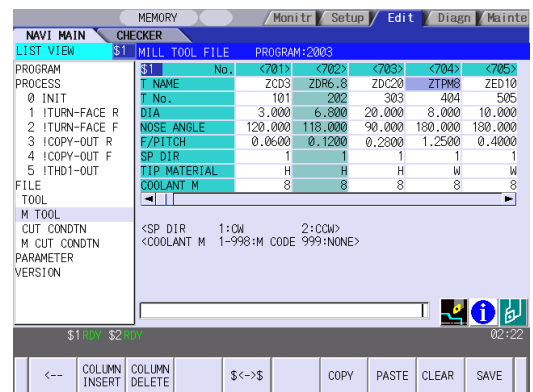 MEMORY Monitr Setup Edit Diagn Mainte
NAVI MAIN CHECKER
LIST VIEW $1 MILL TOOL FILE PROGRAM:2003
PROGRAM
PROCESS
0 INIT
1 !TURN-FACE R
2 !TURN-FACE F
3 !COPY-OUT R
4 !COPY-OUT F
5 !THD1-OUT
FILE
TOOL
M TOOL
CUT CONDTN
M CUT CONDTN
PARAMETER
VERSION
$1 No. <701> <702> <703> <704> <705>
T NAME ZCD3 ZDR6.8 ZDC20 ZTPM8 ZED10
T No. 101 202 303 404 505
DIA 3.000 6.800 20.000 8.000 10.000
NOSE ANGLE 120.000 118.000 90.000 180.000 180.000
F/PITCH 0.0600 0.1200 0.2800 1.2500 0.4000
SP DIR 1 1 1 1 1
TIP MATERIAL H H H W W
COOLANT M 8 8 8 8 8
<SP DIR 1:CW 2:CCW>
<COOLANT M 1-998:M CODE 999:NONE>
$1 RDY $2 RDY 02:22
<-- COLUMN INSERT COLUMN DELETE $<->$ COPY PASTE CLEAR SAVE